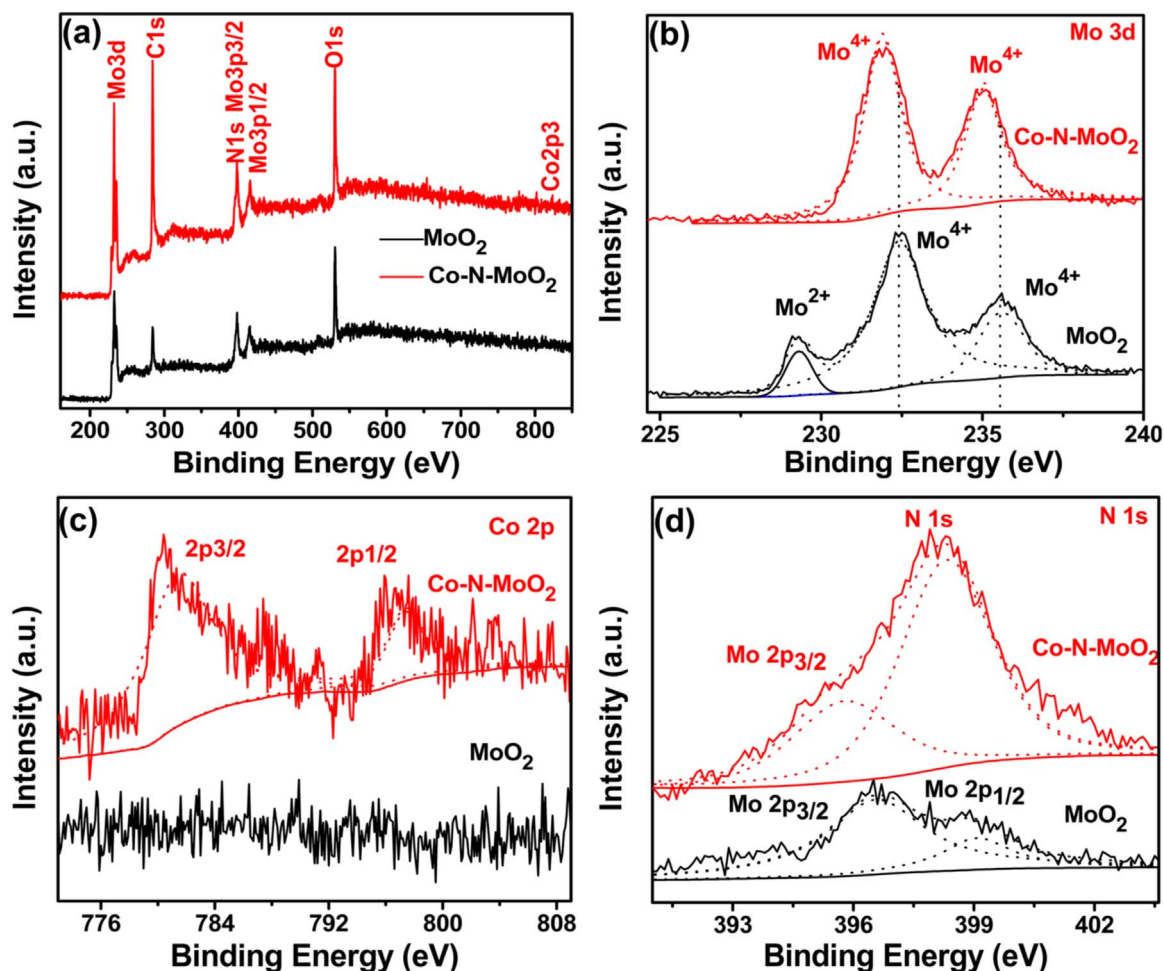 (a)
Mo3d
C1s
N1s Mo3p3/2
Mo3p1/2
O1s
Co2p3
MoO₂
Co-N-MoO₂
Intensity (a.u.)
200 300 400 500 600 700 800
Binding Energy (eV)
(b)
Mo 3d
Mo⁴⁺
Mo⁴⁺
Co-N-MoO₂
Mo⁴⁺
Mo²⁺
Mo⁴⁺
MoO₂
Intensity (a.u.)
225 230 235 240
Binding Energy (eV)
(c)
Co 2p
2p3/2
2p1/2
Co-N-MoO₂
MoO₂
Intensity (a.u.)
776 784 792 800 808
Binding Energy (eV)
(d)
N 1s
N 1s
Mo 2p₃/₂
Co-N-MoO₂
Mo 2p₃/₂
Mo 2p₁/₂
MoO₂
Intensity (a.u.)
393 396 399 402
Binding Energy (eV)